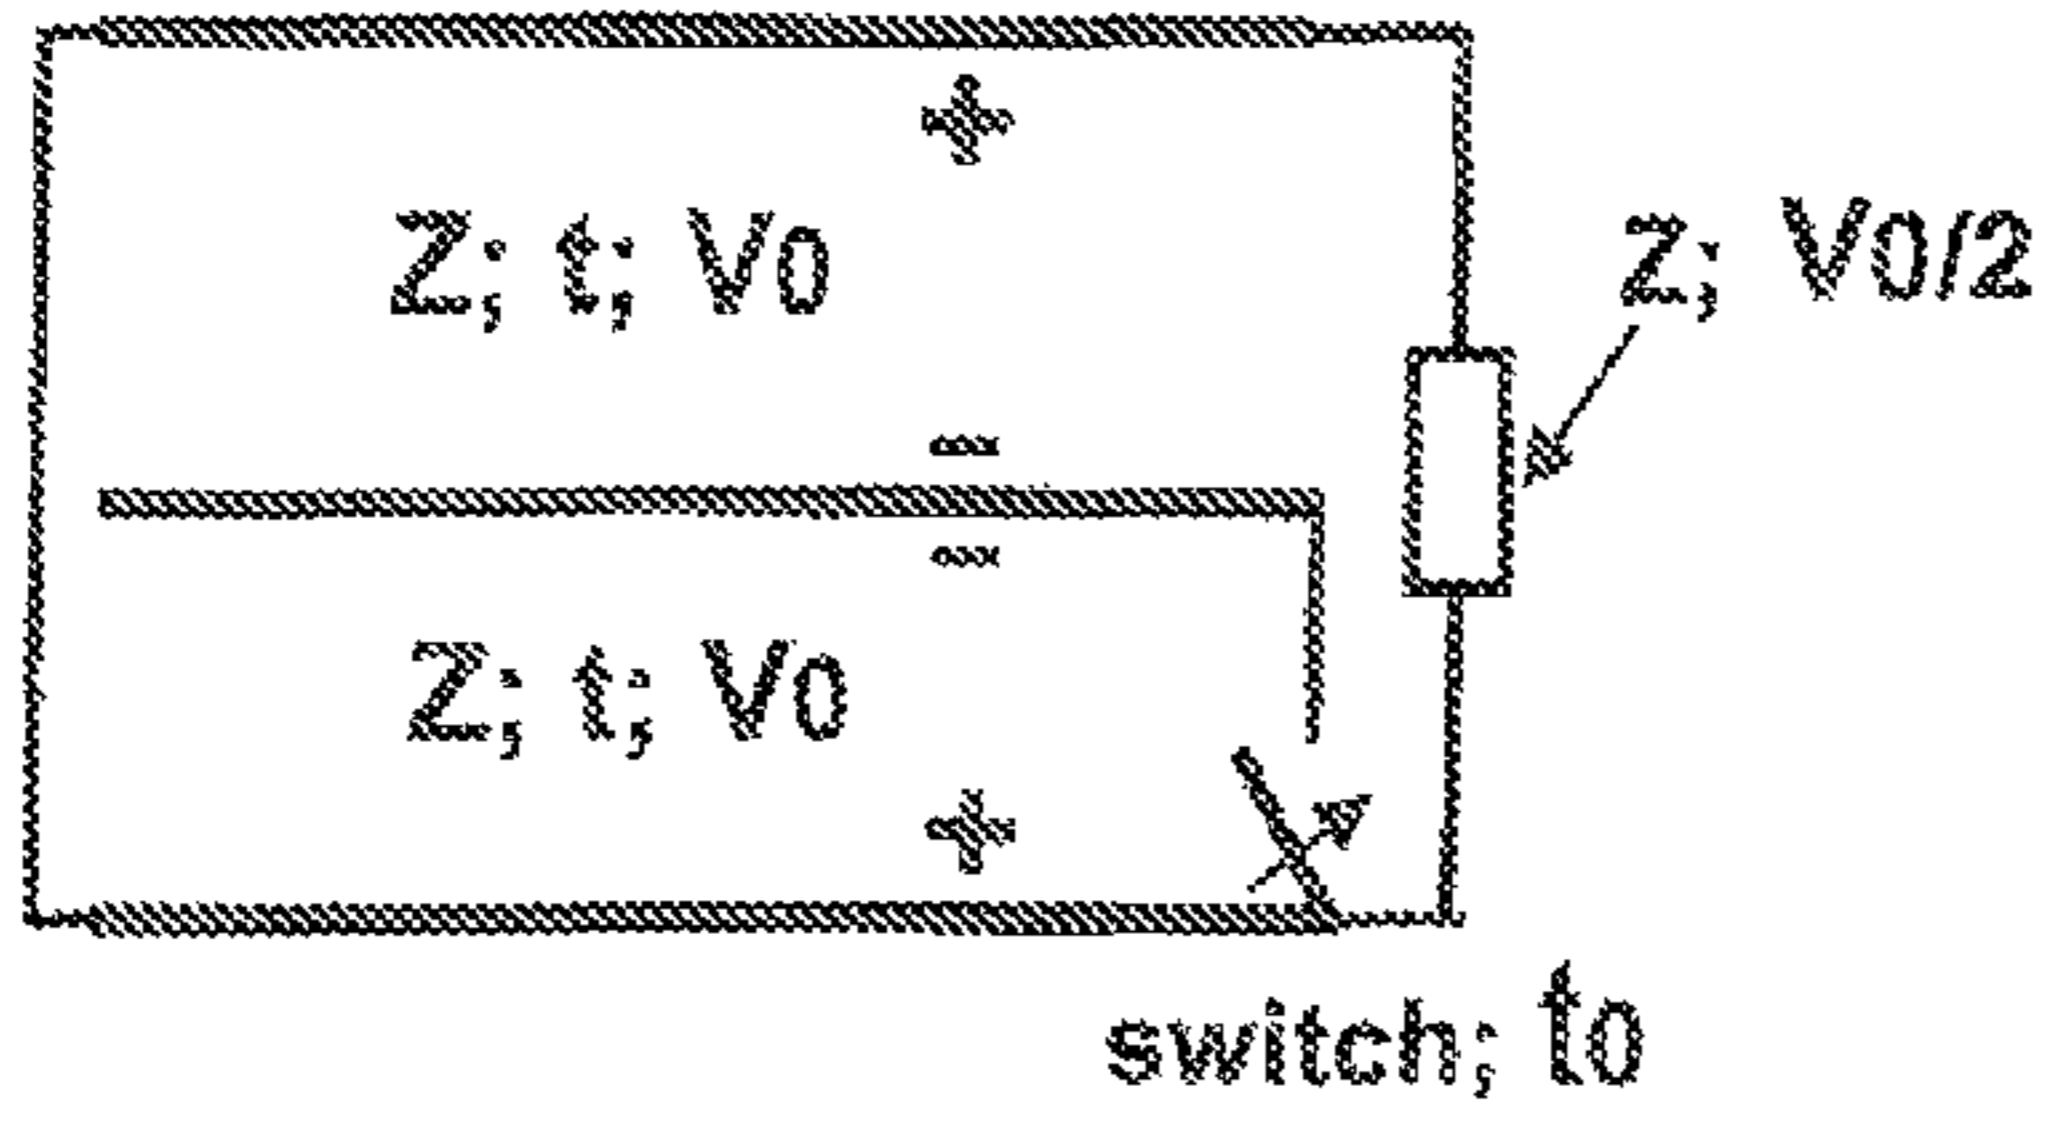 +
Z; t; V0
Z; V0/2
-
-
Z; t; V0
+
switch; t0